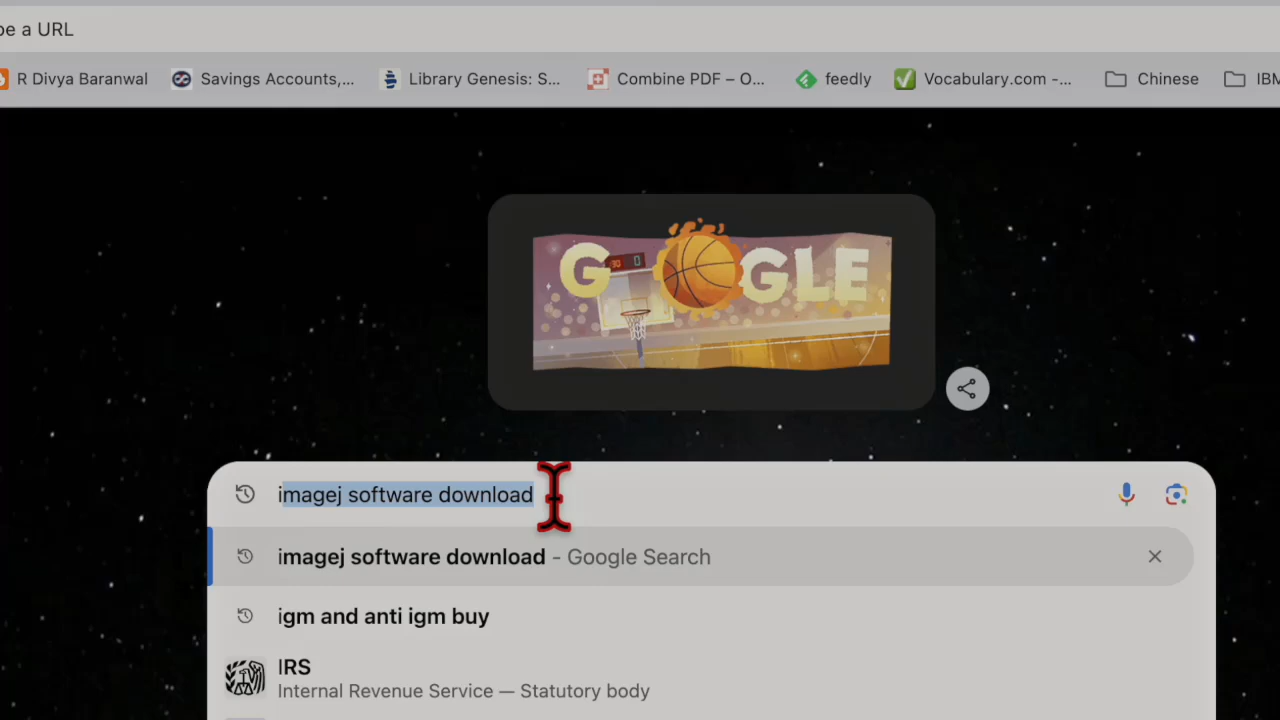 pe a URL
R Divya Baranwal Savings Accounts,... Library Genesis: S... Combine PDF – O... feedly Vocabulary.com -... Chinese IBM
GOOGLE
imagej software download
imagej software download - Google Search
igm and anti igm buy
IRS
Internal Revenue Service — Statutory body